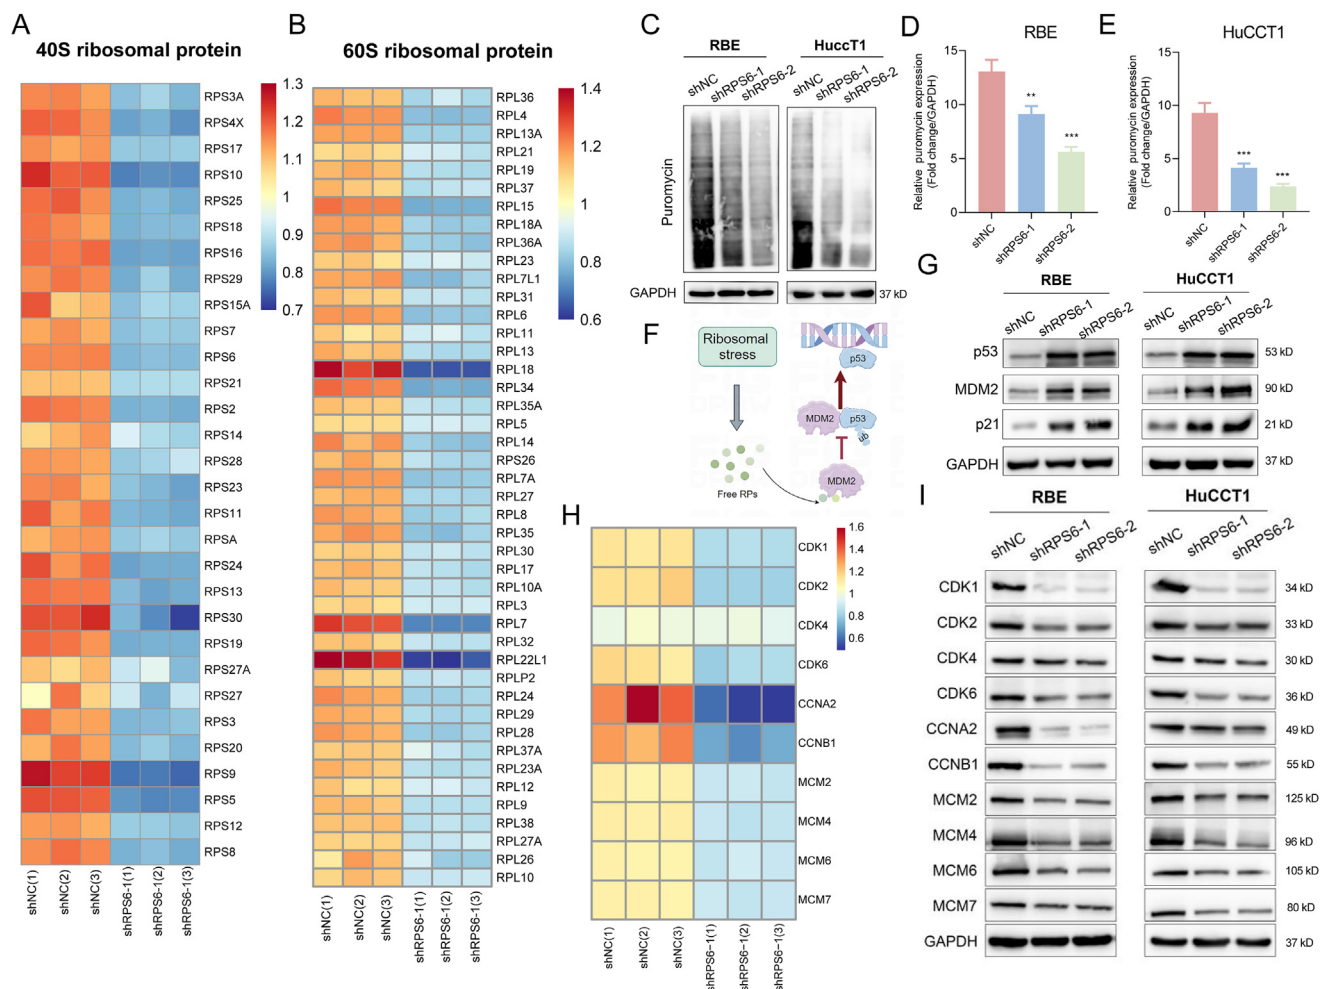 A
40S ribosomal protein
1.3
1.2
1.1
1
0.9
0.8
0.7
RPS3A
RPS4X
RPS17
RPS10
RPS25
RPS18
RPS16
RPS29
RPS15A
RPS7
RPS6
RPS21
RPS2
RPS14
RPS28
RPS23
RPS11
RPSA
RPS24
RPS13
RPS30
RPS19
RPS27A
RPS27
RPS3
RPS20
RPS9
RPS5
RPS12
RPS8
shNC(1)
shNC(2)
shNC(3)
shRPS6-1(1)
shRPS6-1(2)
shRPS6-1(3)
B
60S ribosomal protein
1.4
1.2
1
0.8
0.6
RPL36
RPL4
RPL13A
RPL21
RPL19
RPL37
RPL15
RPL18A
RPL36A
RPL23
RPL7L1
RPL31
RPL6
RPL11
RPL13
RPL18
RPL34
RPL35A
RPL5
RPL14
RPS26
RPL7A
RPL27
RPL8
RPL35
RPL30
RPL17
RPL10A
RPL3
RPL7
RPL32
RPL22L1
RPLP2
RPL24
RPL29
RPL28
RPL37A
RPL23A
RPL12
RPL9
RPL38
RPL27A
RPL26
RPL10
shNC(1)
shNC(2)
shNC(3)
shRPS6-1(1)
shRPS6-1(2)
shRPS6-1(3)
C
RBE
HuccT1
shNC
shRPS6-1
shRPS6-2
shNC
shRPS6-1
shRPS6-2
Puromycin
GAPDH
37 kD
D
RBE
Relative puromycin expression
(Fold change/GAPDH)
15
10
5
0
**
***
shNC
shRPS6-1
shRPS6-2
E
HuCCT1
Relative puromycin expression
(Fold change/GAPDH)
15
10
5
0
***
***
shNC
shRPS6-1
shRPS6-2
F
Ribosomal
stress
Free RPs
p53
MDM2
p53
ub
MDM2
G
RBE
HuCCT1
shNC
shRPS6-1
shRPS6-2
shNC
shRPS6-1
shRPS6-2
p53
53 kD
MDM2
90 kD
p21
21 kD
GAPDH
37 kD
H
1.6
1.4
1.2
1
0.8
0.6
CDK1
CDK2
CDK4
CDK6
CCNA2
CCNB1
MCM2
MCM4
MCM6
MCM7
shNC(1)
shNC(2)
shNC(3)
shRPS6-1(1)
shRPS6-1(2)
shRPS6-1(3)
I
RBE
HuCCT1
shNC
shRPS6-1
shRPS6-2
shNC
shRPS6-1
shRPS6-2
CDK1
34 kD
CDK2
33 kD
CDK4
30 kD
CDK6
36 kD
CCNA2
49 kD
CCNB1
55 kD
MCM2
125 kD
MCM4
96 kD
MCM6
105 kD
MCM7
80 kD
GAPDH
37 kD